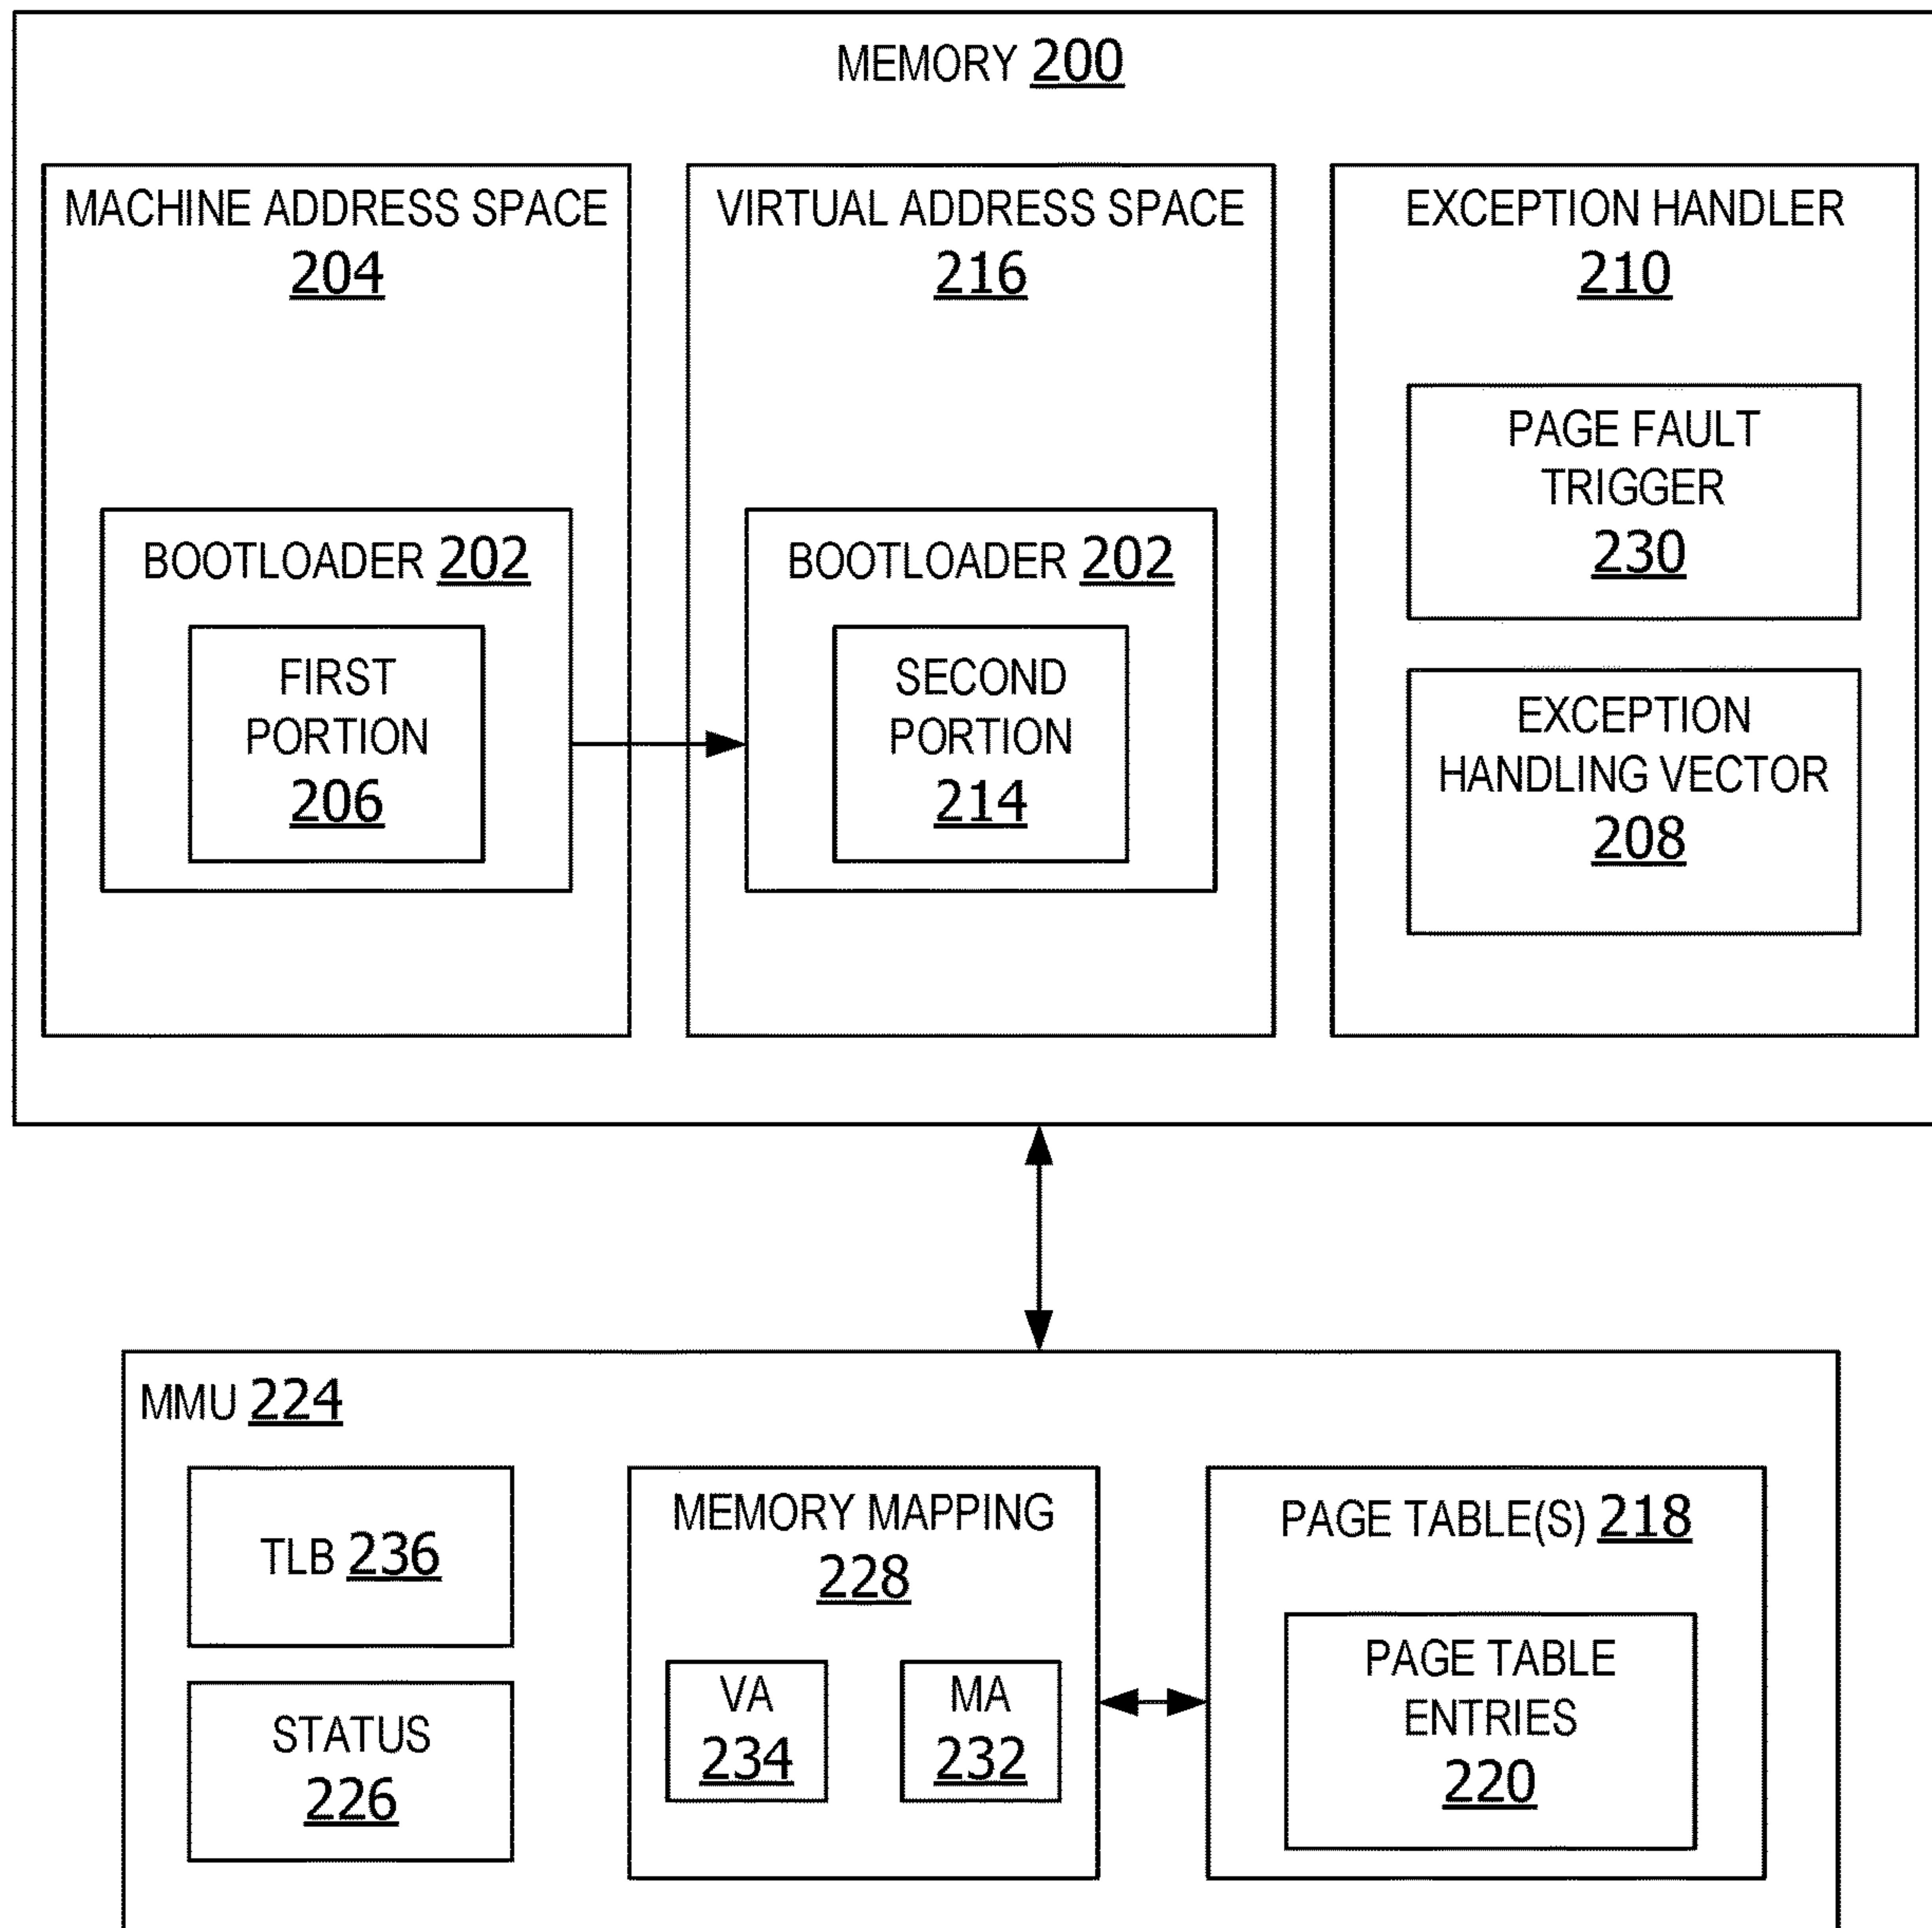 MEMORY 200
MACHINE ADDRESS SPACE
204
BOOTLOADER 202
FIRST
PORTION
206
VIRTUAL ADDRESS SPACE
216
BOOTLOADER 202
SECOND
PORTION
214
EXCEPTION HANDLER
210
PAGE FAULT
TRIGGER
230
EXCEPTION
HANDLING VECTOR
208
MMU 224
TLB 236
STATUS
226
MEMORY MAPPING
228
VA
234
MA
232
PAGE TABLE(S) 218
PAGE TABLE
ENTRIES
220